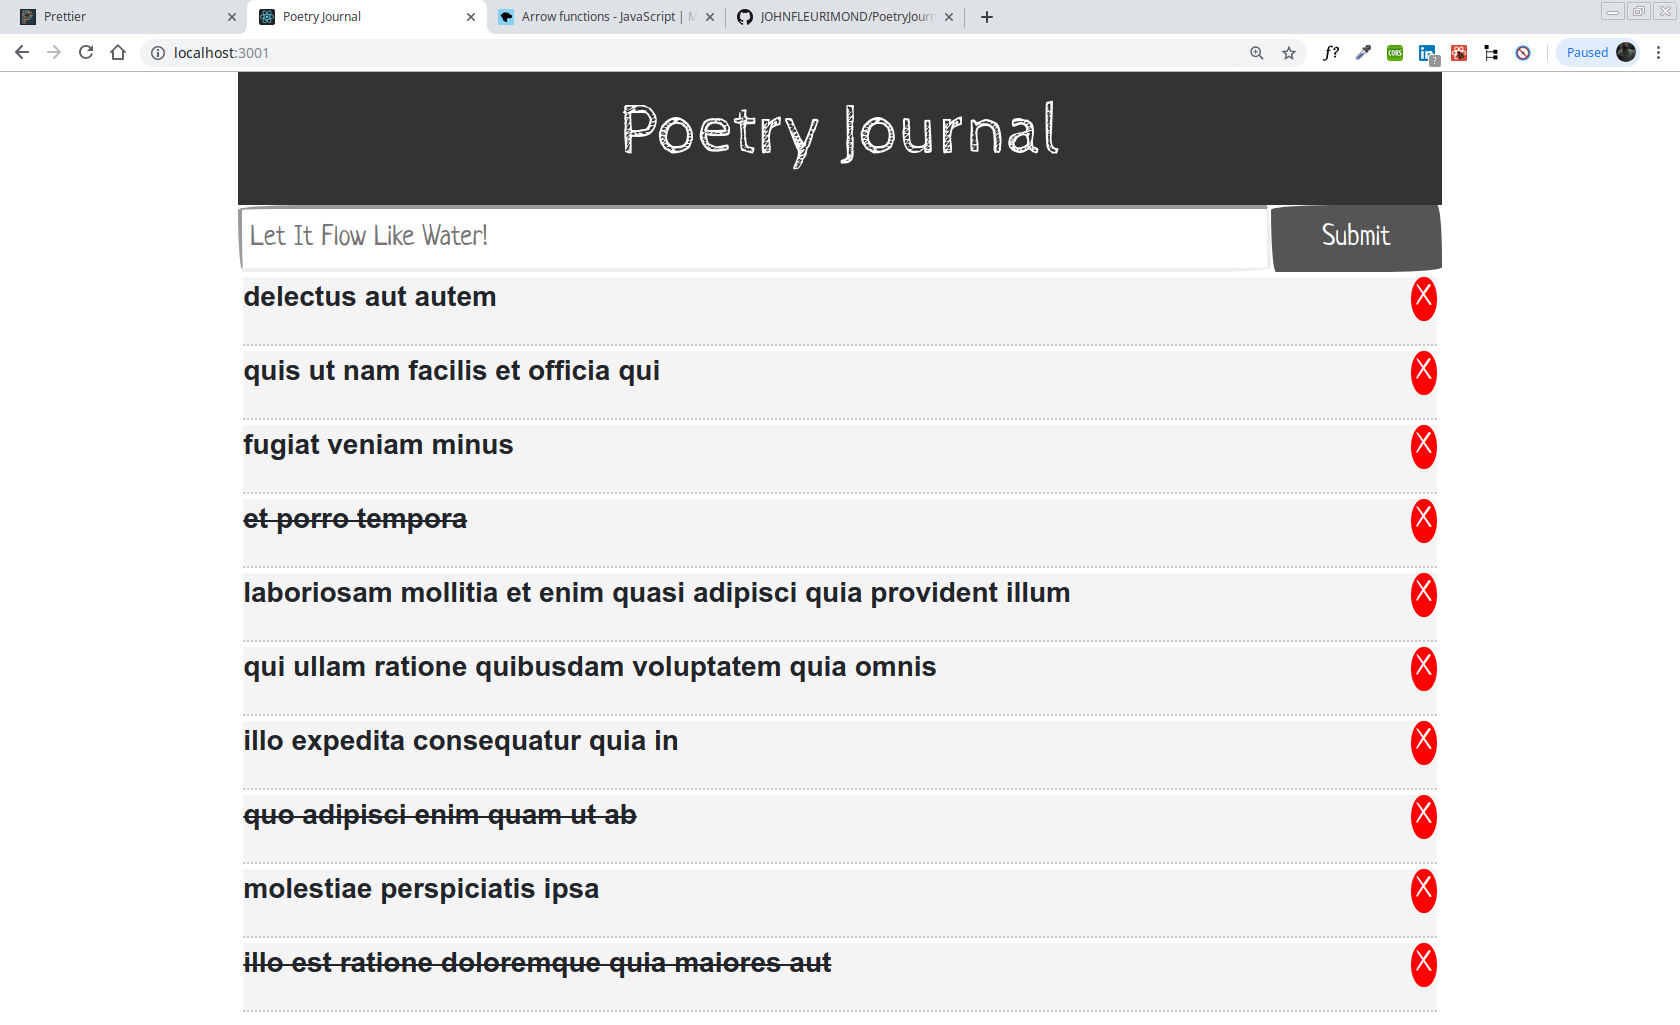 Prettier
Poetry Journal
Arrow functions - JavaScript |
JOHNFLEURIMOND/PoetryJourn
localhost:3001
f?
CORS
in
?
Paused
Poetry Journal
Let It Flow Like Water!
Submit
delectus aut autem
X
quis ut nam facilis et officia qui
X
fugiat veniam minus
X
et porro tempora
X
laboriosam mollitia et enim quasi adipisci quia provident illum
X
qui ullam ratione quibusdam voluptatem quia omnis
X
illo expedita consequatur quia in
X
quo adipisci enim quam ut ab
X
molestiae perspiciatis ipsa
X
illo est ratione doloremque quia maiores aut
X